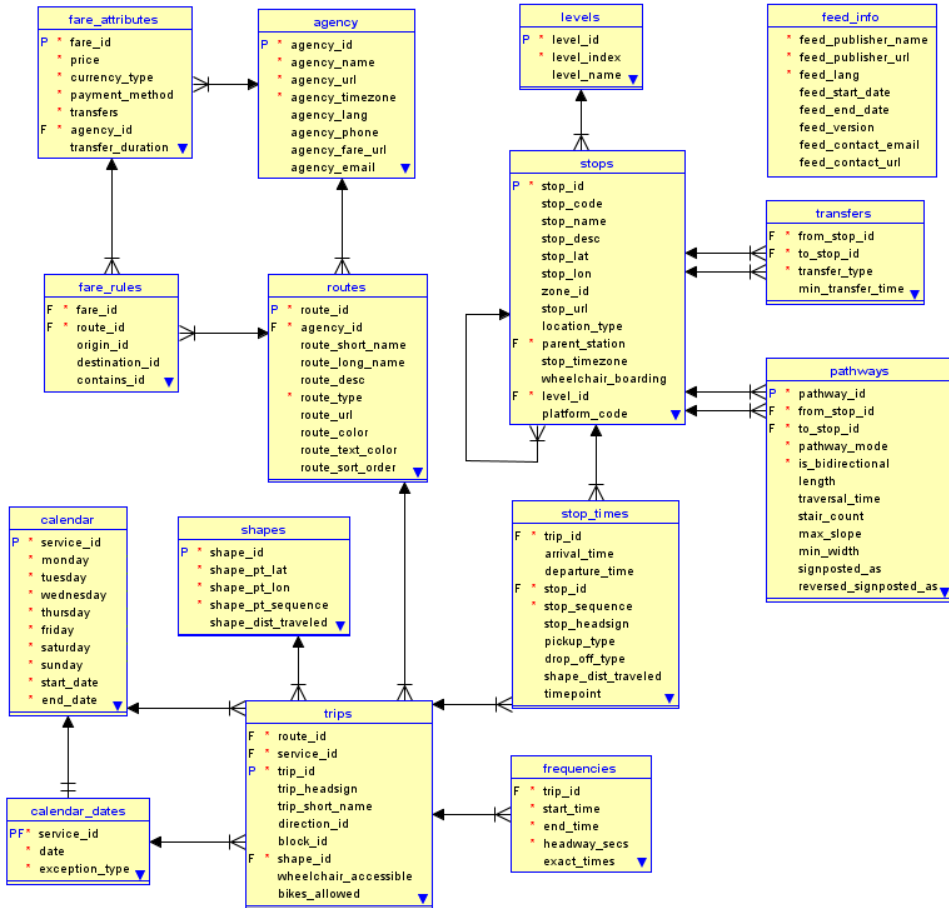 fare_attributes
P * fare_id
* price
* currency_type
* payment_method
* transfers
F * agency_id
transfer_duration
agency
P * agency_id
* agency_name
* agency_url
* agency_timezone
agency_lang
agency_phone
agency_fare_url
agency_email
levels
P * level_id
* level_index
level_name
feed_info
* feed_publisher_name
* feed_publisher_url
* feed_lang
feed_start_date
feed_end_date
feed_version
feed_contact_email
feed_contact_url
stops
P * stop_id
stop_code
stop_name
stop_desc
stop_lat
stop_lon
zone_id
stop_url
location_type
F * parent_station
stop_timezone
wheelchair_boarding
F * level_id
platform_code
transfers
F * from_stop_id
F * to_stop_id
* transfer_type
min_transfer_time
fare_rules
F * fare_id
F * route_id
origin_id
destination_id
contains_id
routes
P * route_id
F * agency_id
route_short_name
route_long_name
route_desc
* route_type
route_url
route_color
route_text_color
route_sort_order
pathways
P * pathway_id
F * from_stop_id
F * to_stop_id
* pathway_mode
* is_bidirectional
length
traversal_time
stair_count
max_slope
min_width
signposted_as
reversed_signposted_as
calendar
P * service_id
* monday
* tuesday
* wednesday
* thursday
* friday
* saturday
* sunday
* start_date
* end_date
shapes
P * shape_id
* shape_pt_lat
* shape_pt_lon
* shape_pt_sequence
shape_dist_traveled
stop_times
F * trip_id
arrival_time
departure_time
F * stop_id
* stop_sequence
stop_headsign
pickup_type
drop_off_type
shape_dist_traveled
timepoint
calendar_dates
PF * service_id
* date
* exception_type
trips
F * route_id
F * service_id
P * trip_id
trip_headsign
trip_short_name
direction_id
block_id
F * shape_id
wheelchair_accessible
bikes_allowed
frequencies
F * trip_id
* start_time
* end_time
* headway_secs
exact_times